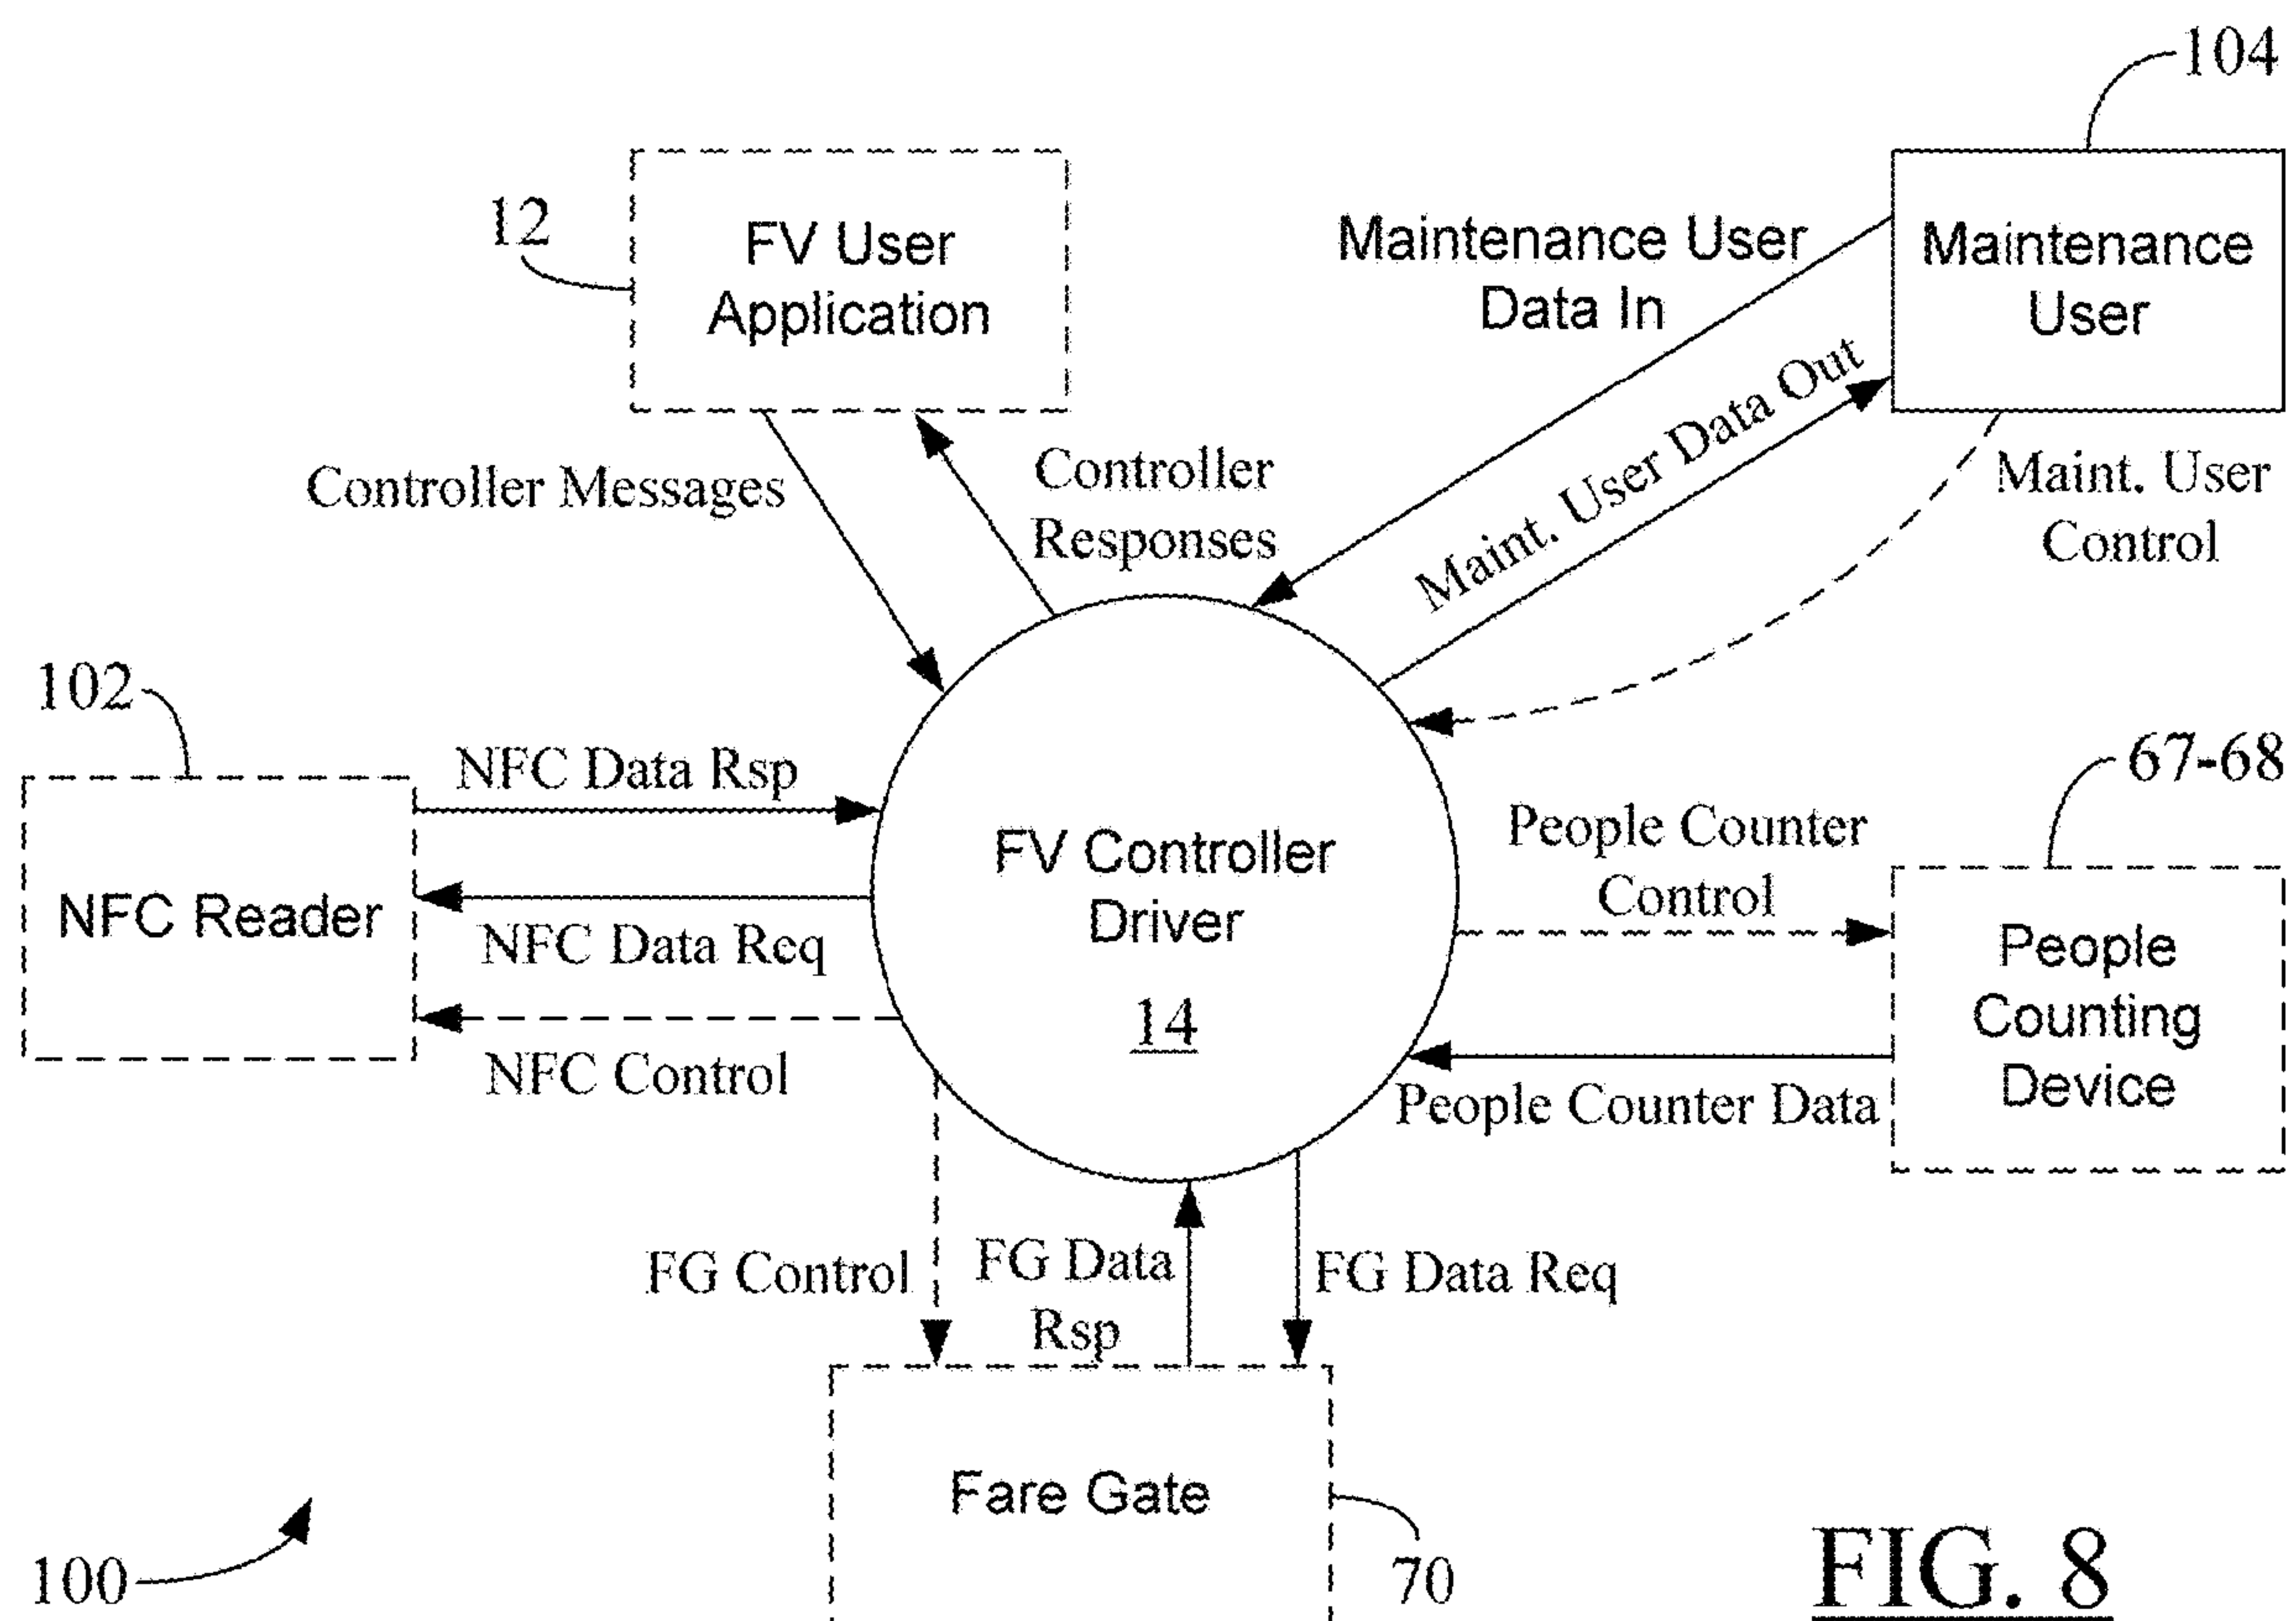 104
12
FV User
Application
Maintenance User
Data In
Maintenance
User
Maint. User Data Out
Controller Messages
Controller
Responses
Maint. User
Control
102
NFC Data Rsp
67-68
NFC Reader
NFC Data Req
NFC Control
FV Controller
Driver
14
People Counter
Control
People
Counting
Device
People Counter Data
FG Control
FG Data
Rsp
FG Data Req
Fare Gate
70
100
FIG. 8